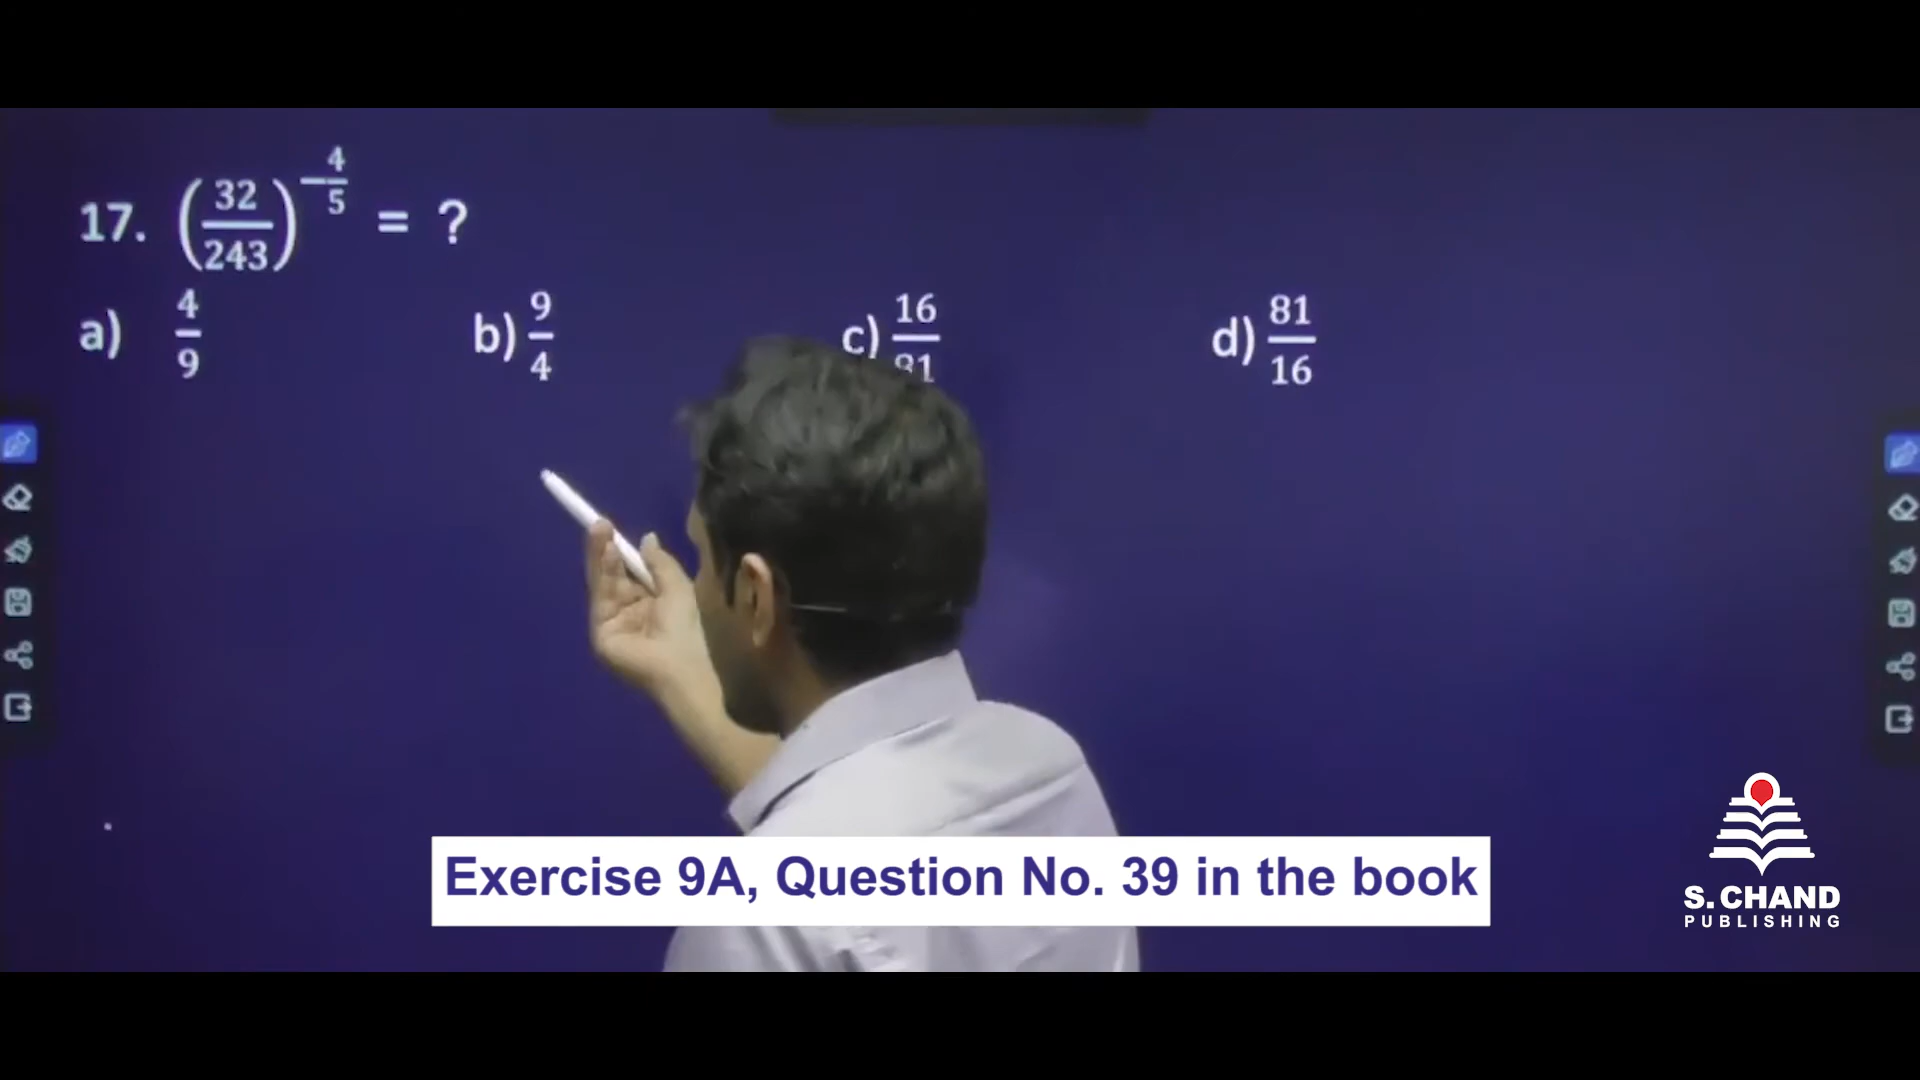 17. (32/243)^-4/5 = ?
a) 4/9 b) 9/4 c) 16/81 d) 81/16
Exercise 9A, Question No. 39 in the book
S. CHAND
PUBLISHING